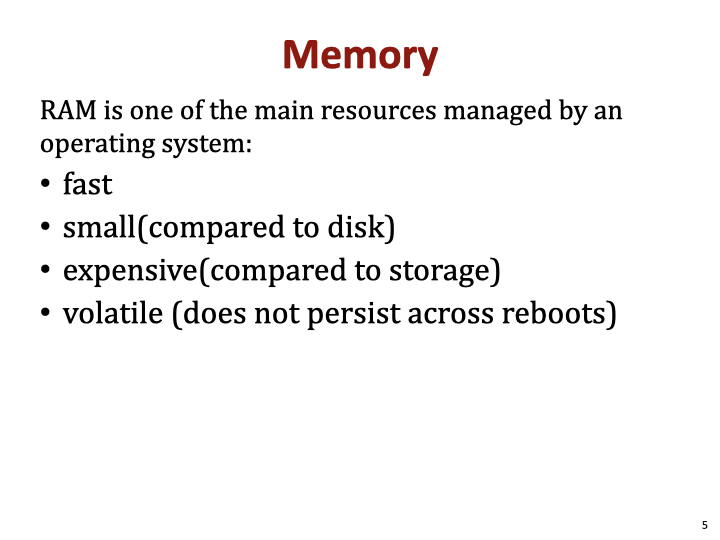 Memory
RAM is one of the main resources managed by an
operating system:
• fast
• small(compared to disk)
• expensive(compared to storage)
• volatile (does not persist across reboots)
5